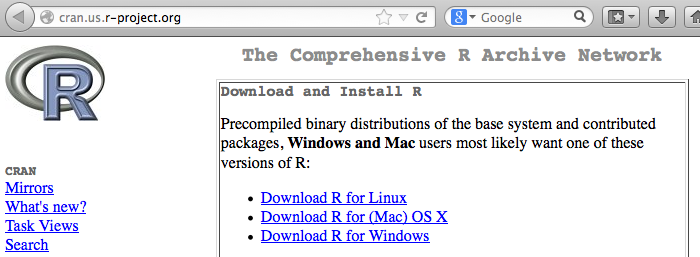 cran.us.r-project.org
Google
R
The Comprehensive R Archive Network
Download and Install R
Precompiled binary distributions of the base system and contributed
packages, Windows and Mac users most likely want one of these
versions of R:
Download R for Linux
Download R for (Mac) OS X
Download R for Windows
CRAN
Mirrors
What's new?
Task Views
Search